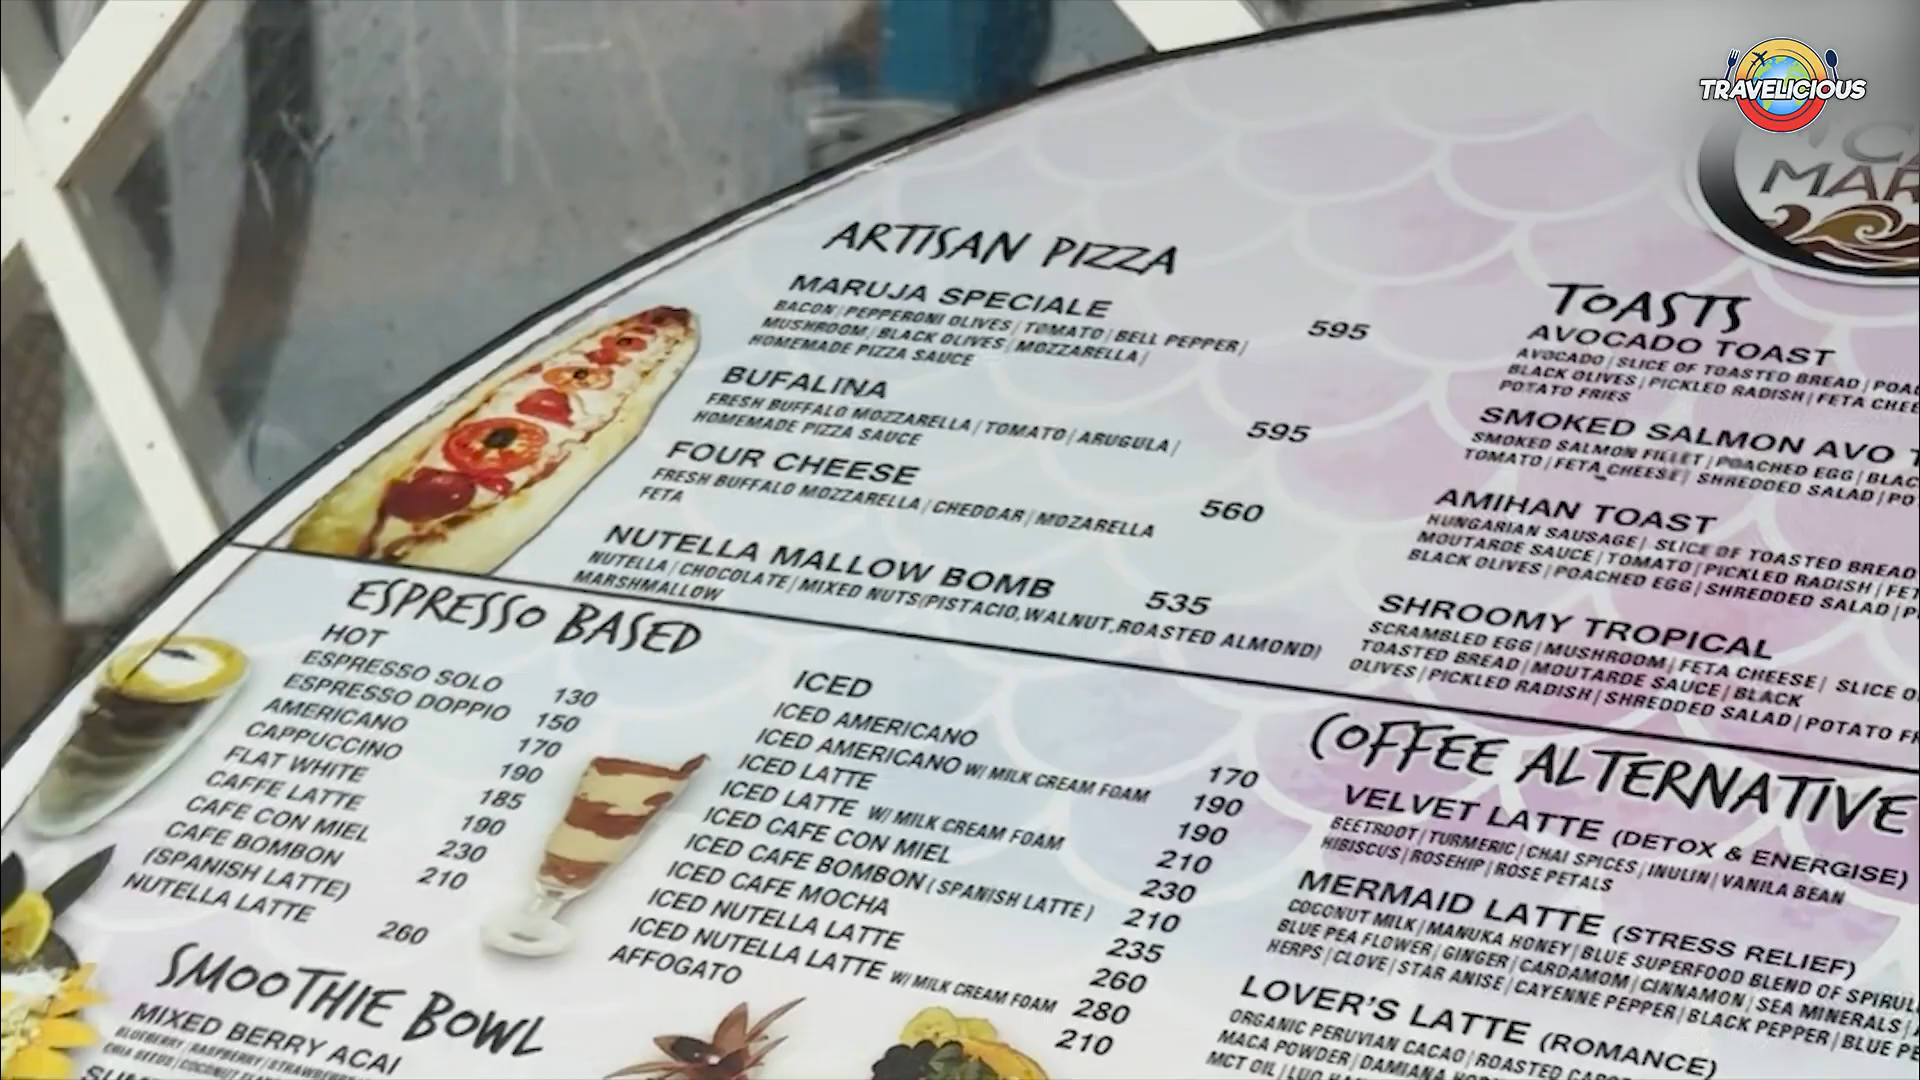 TRAVELICIOUS
ARTISAN PIZZA
MARUJA SPECIALE
BACON | PEPPERONI OLIVES | TOMATO | BELL PEPPER |
MUSHROOM | BLACK OLIVES | MOZZARELLA |
HOMEMADE PIZZA SAUCE
595
BUFALINA
FRESH BUFFALO MOZZARELLA | TOMATO | ARUGULA |
HOMEMADE PIZZA SAUCE
595
FOUR CHEESE
FRESH BUFFALO MOZZARELLA | CHEDDAR | MOZARELLA
FETA
560
NUTELLA MALLOW BOMB
NUTELLA | CHOCOLATE | MIXED NUTS(PISTACIO,WALNUT,ROASTED ALMOND)
MARSHMALLOW
535
TOASTS
AVOCADO TOAST
AVOCADO | SLICE OF TOASTED BREAD |
BLACK OLIVES | PICKLED RADISH | FETA
POTATO FRIES
SMOKED SALMON AVO
SMOKED SALMON FILLET | POACHED EGG |
TOMATO | FETA CHEESE | SHREDDED SALAD |
AMIHAN TOAST
HUNGARIAN SAUSAGE | SLICE OF TOASTED BREAD
MOUTARDE SAUCE | TOMATO | PICKLED RADISH |
BLACK OLIVES | POACHED EGG | SHREDDED SALAD |
SHROOMY TROPICAL
SCRAMBLED EGG | MUSHROOM | FETA CHEESE | SLICE
TOASTED BREAD | MOUTARDE SAUCE | BLACK
OLIVES | PICKLED RADISH | SHREDDED SALAD | POTATO
ESPRESSO BASED
HOT
ESPRESSO SOLO 130
ESPRESSO DOPPIO 150
AMERICANO 170
CAPPUCCINO 190
FLAT WHITE 185
CAFFE LATTE 190
CAFE CON MIEL 230
CAFE BOMBON 210
(SPANISH LATTE)
NUTELLA LATTE 260
ICED
ICED AMERICANO 170
ICED AMERICANO W/ MILK CREAM FOAM 190
ICED LATTE 190
ICED LATTE W/ MILK CREAM FOAM 210
ICED CAFE CON MIEL 230
ICED CAFE BOMBON (SPANISH LATTE) 210
ICED CAFE MOCHA 235
ICED NUTELLA LATTE 260
ICED NUTELLA LATTE W/ MILK CREAM FOAM 280
AFFOGATO 210
COFFEE ALTERNATIVE
VELVET LATTE (DETOX & ENERGISE)
BEETROOT | TURMERIC | CHAI SPICES | INULIN | VANILA BEAN
HIBISCUS | ROSEHIP | ROSE PETALS
MERMAID LATTE (STRESS RELIEF)
COCONUT MILK | MANUKA HONEY | BLUE SUPERFOOD BLEND OF
BLUE PEA FLOWER | GINGER | CARDAMOM | CINNAMON | SEA MINERALS |
HERPS | CLOVE | STAR ANISE | CAYENNE PEPPER | BLACK PEPPER | BLUE
LOVER'S LATTE (ROMANCE)
ORGANIC PERUVIAN CACAO | ROASTED
MACA POWDER | DAMIANA
MCT OIL |
SMOOTHIE BOWL
MIXED BERRY ACAI
BLUEBERRY | RASPBERRY |
CHIA SEEDS |